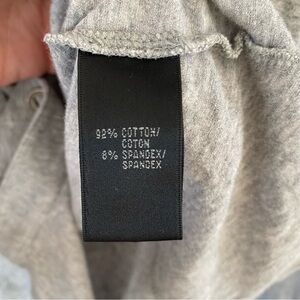 92% COTTON/
COTON
8% SPANDEX/
SPANDEX